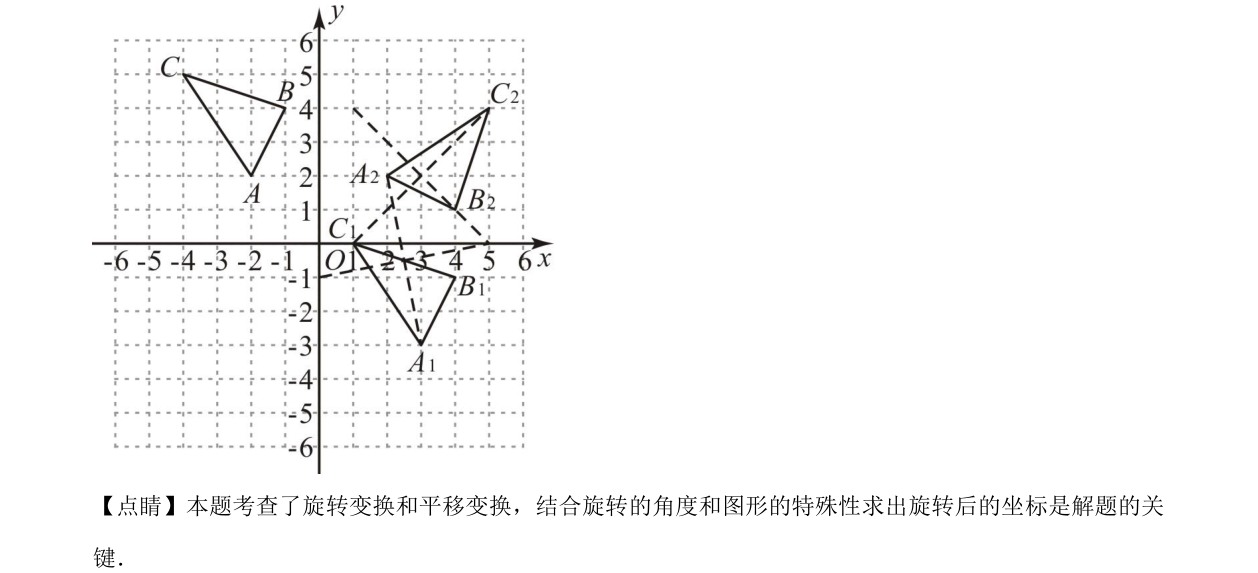 y
6
C
5
B
4
C2
3
A2
2
A
B2
1
C1
-6 -5 -4 -3 -2 -1 O 1 2 3 4 5 6 x
-1
B1
-2
-3
A1
-4
-5
-6
【点睛】本题考查了旋转变换和平移变换，结合旋转的角度和图形的特殊性求出旋转后的坐标是解题的关
键．